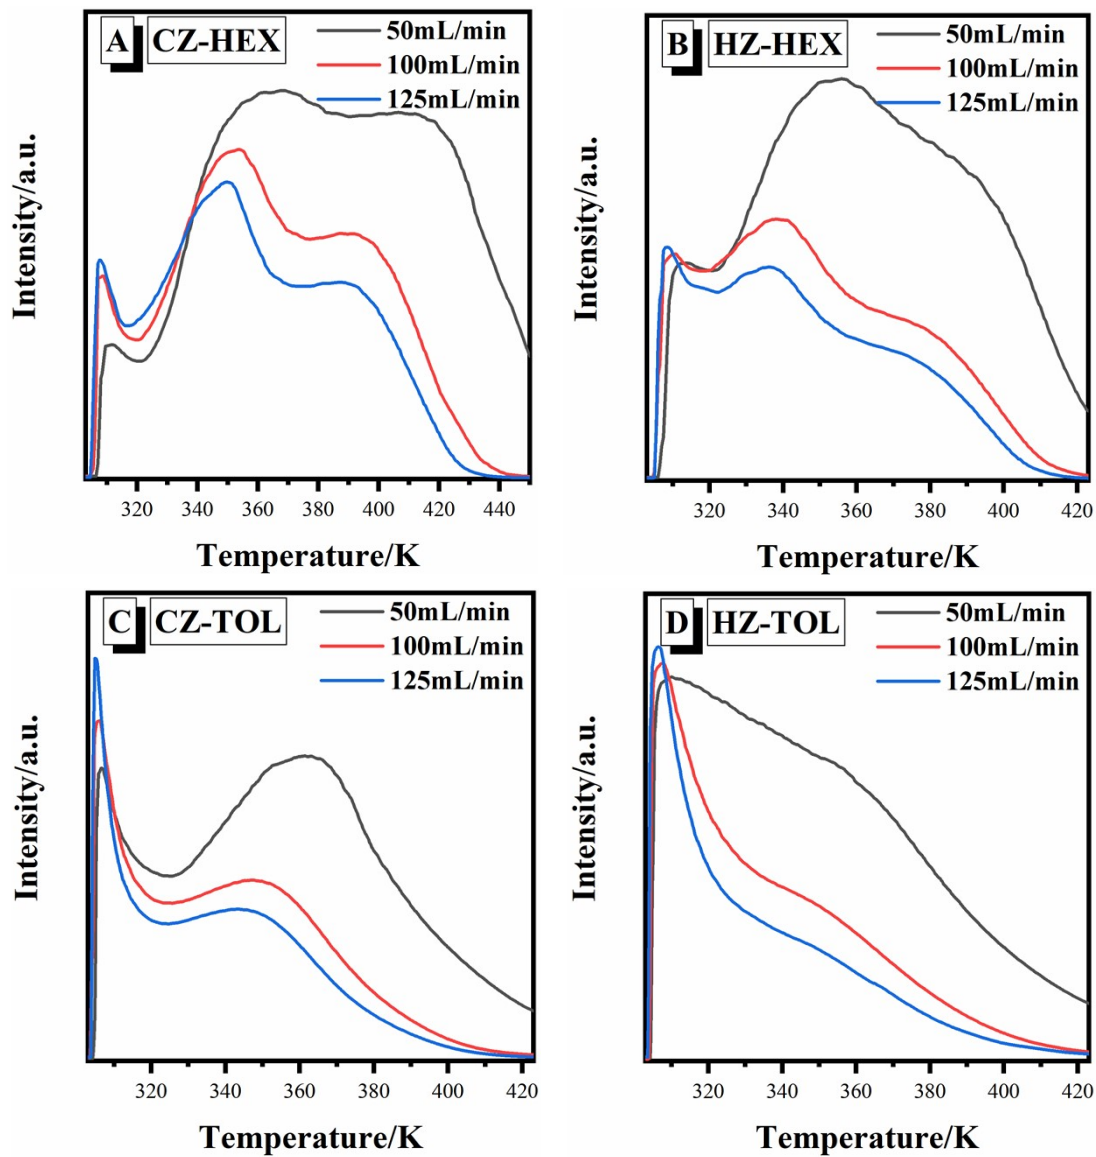 A CZ-HEX
50mL/min
100mL/min
125mL/min
Intensity/a.u.
320 340 360 380 400 420 440
Temperature/K
B HZ-HEX
50mL/min
100mL/min
125mL/min
Intensity/a.u.
320 340 360 380 400 420
Temperature/K
C CZ-TOL
50mL/min
100mL/min
125mL/min
Intensity/a.u.
320 340 360 380 400 420
Temperature/K
D HZ-TOL
50mL/min
100mL/min
125mL/min
Intensity/a.u.
320 340 360 380 400 420
Temperature/K